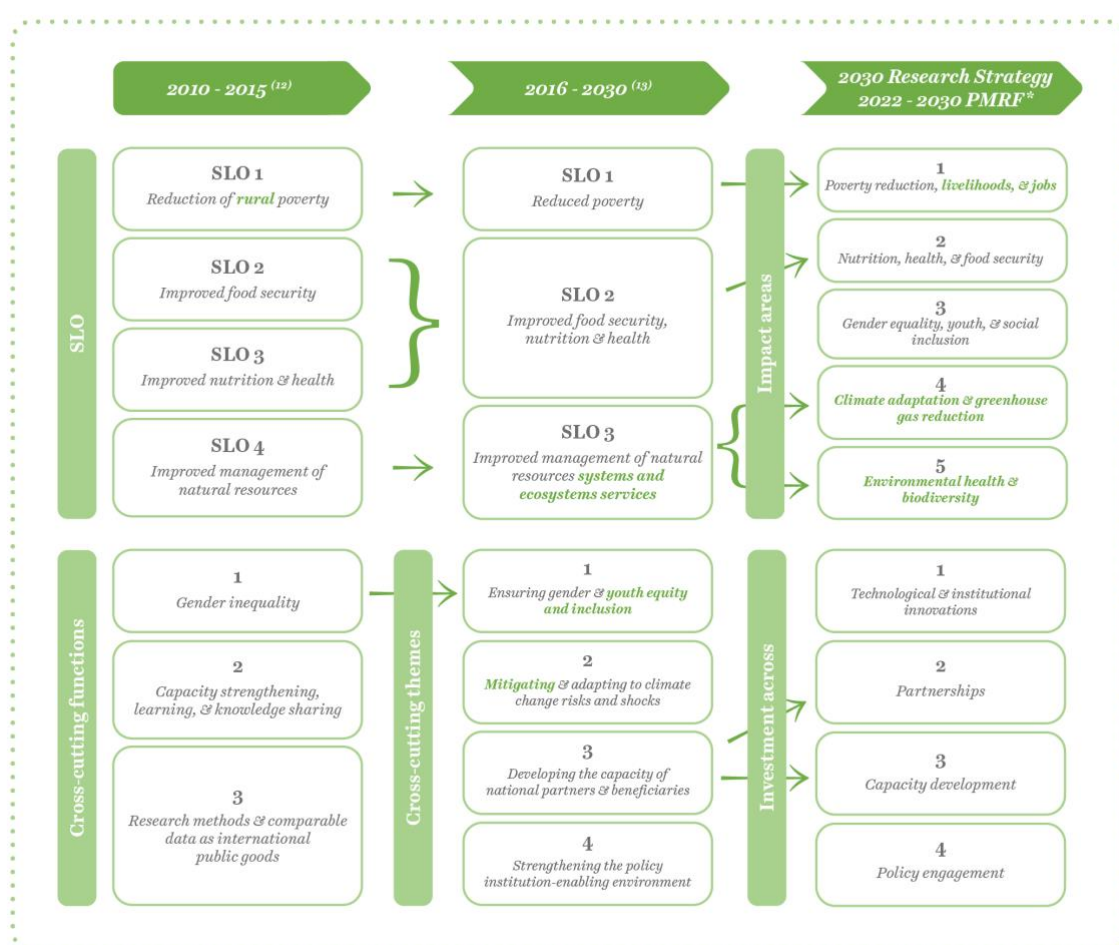 2010 - 2015 (12)
2016 - 2030 (13)
2030 Research Strategy
2022 - 2030 PMRF*
SLO
SLO 1
Reduction of rural poverty
SLO 2
Improved food security
SLO 3
Improved nutrition & health
SLO 4
Improved management of
natural resources
SLO 1
Reduced poverty
SLO 2
Improved food security,
nutrition & health
SLO 3
Improved management of natural
resources systems and
ecosystems services
Impact areas
1
Poverty reduction, livelihoods, & jobs
2
Nutrition, health, & food security
3
Gender equality, youth, & social
inclusion
4
Climate adaptation & greenhouse
gas reduction
5
Environmental health &
biodiversity
Cross-cutting functions
1
Gender inequality
2
Capacity strengthening,
learning, & knowledge sharing
3
Research methods & comparable
data as international
public goods
Cross-cutting themes
1
Ensuring gender & youth equity
and inclusion
2
Mitigating & adapting to climate
change risks and shocks
3
Developing the capacity of
national partners & beneficiaries
4
Strengthening the policy
institution-enabling environment
Investment across
1
Technological & institutional
innovations
2
Partnerships
3
Capacity development
4
Policy engagement